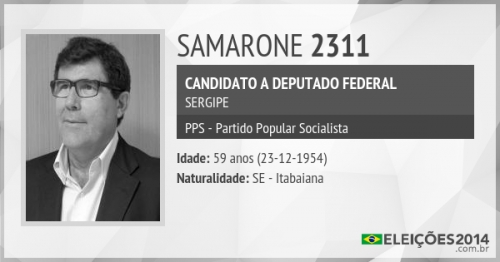 SAMARONE 2311
CANDIDATO A DEPUTADO FEDERAL
SERGIPE
PPS - Partido Popular Socialista
Idade: 59 anos (23-12-1954)
Naturalidade: SE - Itabaiana
ELEIÇÕES2014
.com.br